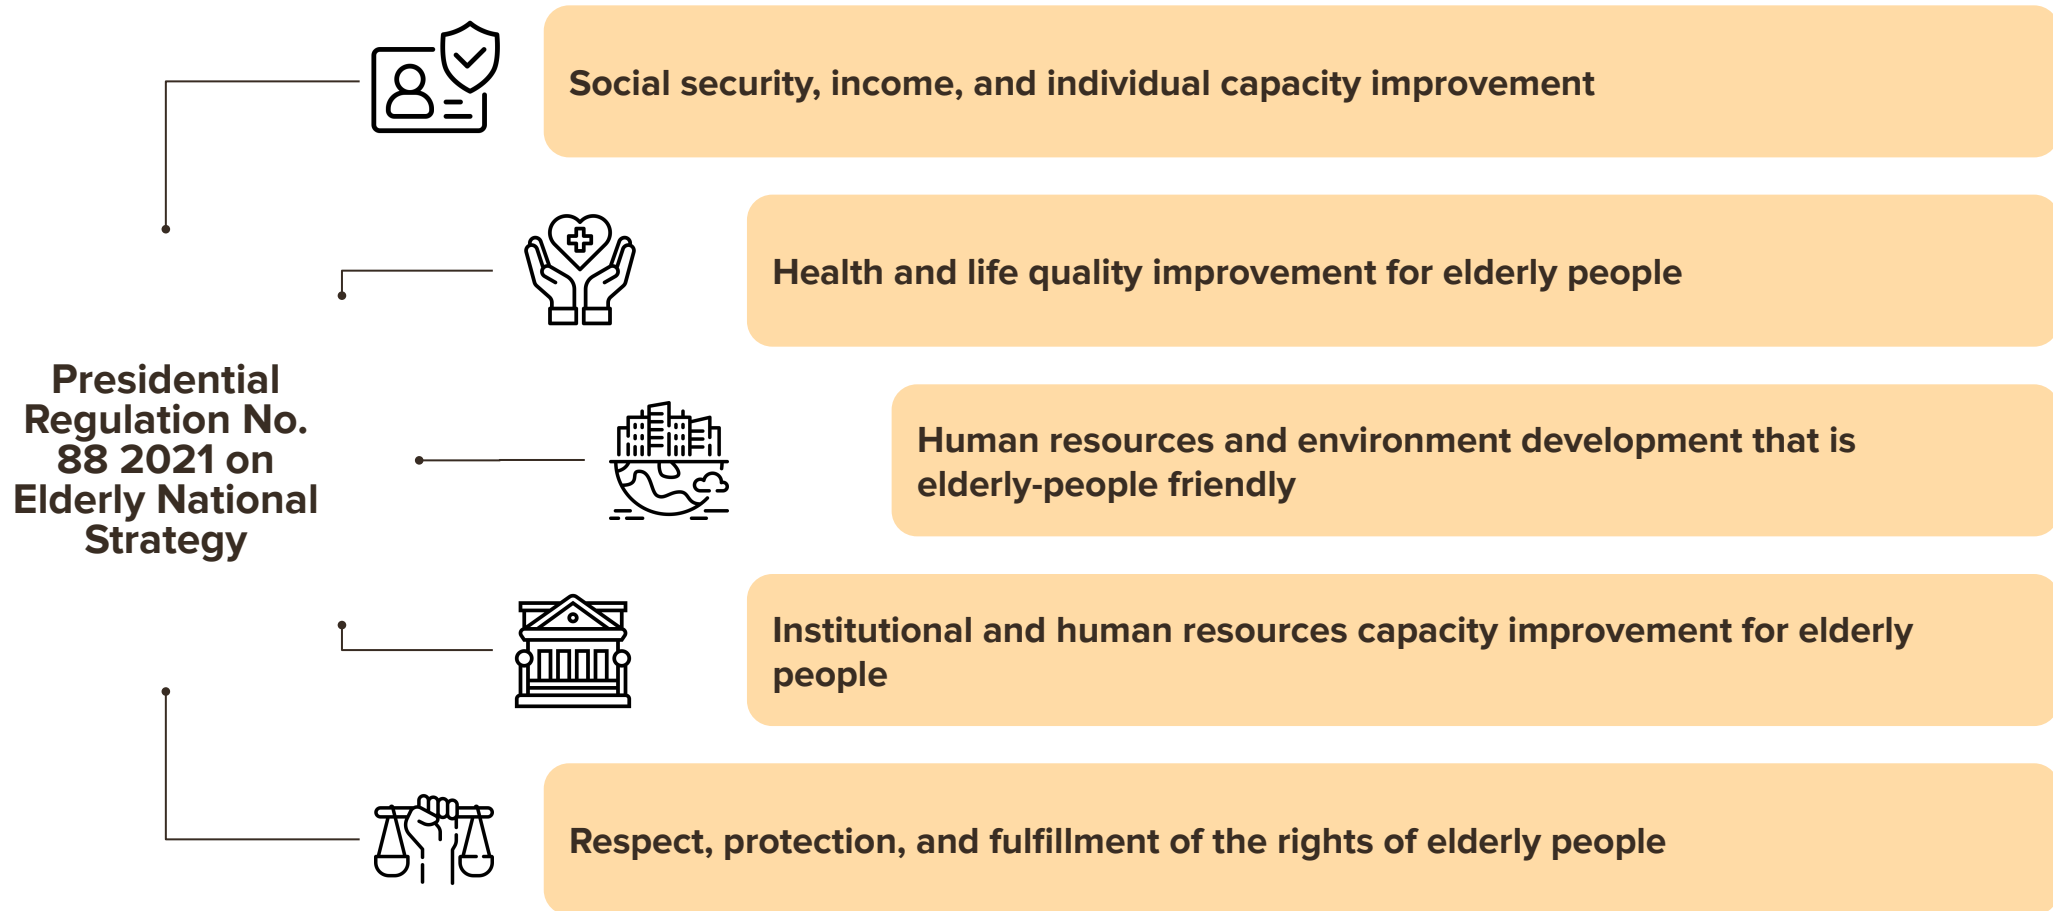 Social security, income, and individual capacity improvement
Health and life quality improvement for elderly people
Presidential
Regulation No.
88 2021 on
Elderly National
Strategy
Human resources and environment development that is
elderly-people friendly
Institutional and human resources capacity improvement for elderly
people
Respect, protection, and fulfillment of the rights of elderly people